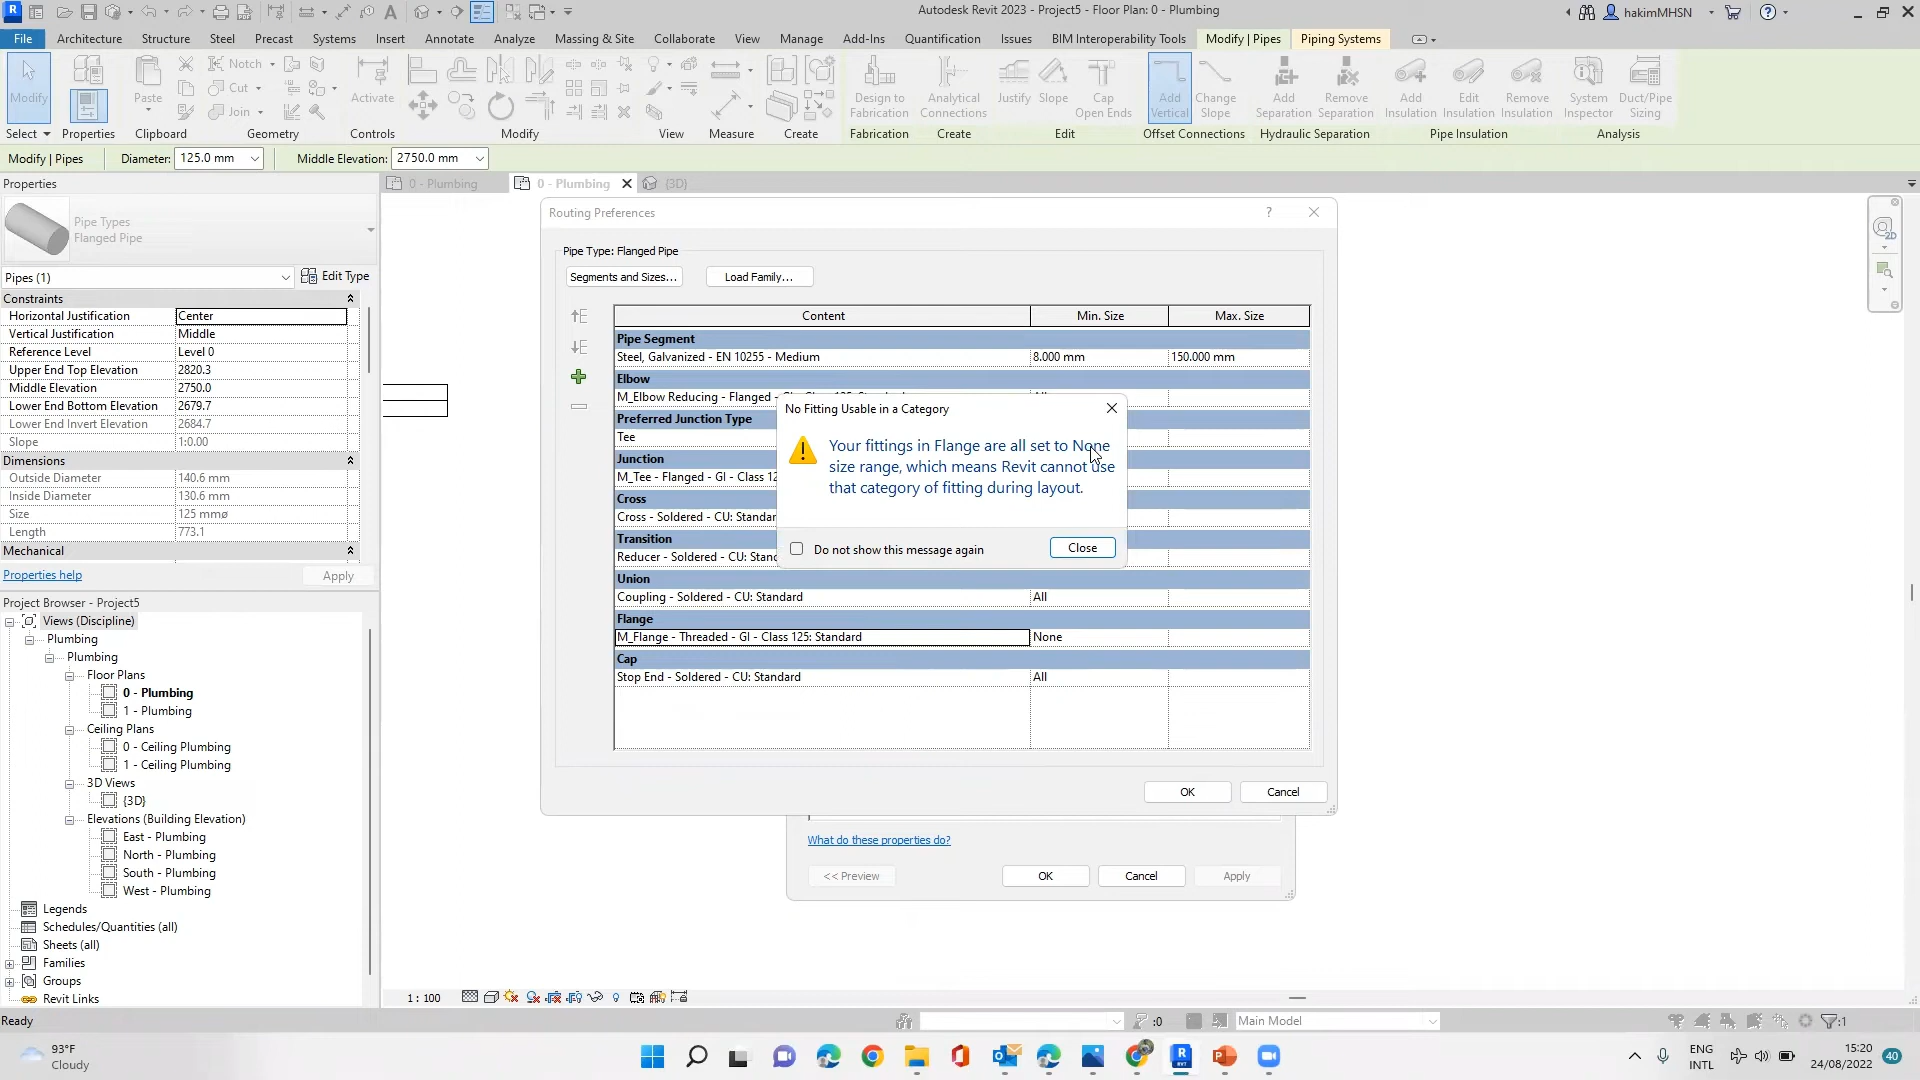 Autodesk Revit 2023 - Project5 - Floor Plan: 0 - Plumbing
hakimMHSN
File Architecture Structure Steel Precast Systems Insert Annotate Analyze Massing & Site Collaborate View Manage Add-Ins Quantification Issues BIM Interoperability Tools Modify | Pipes Piping Systems
Modify
Paste
Notch
Cut
Join
Activate
Design to Fabrication
Analytical Connections
Justify
Slope
Cap Open Ends
Add Vertical
Change Slope
Add Separation
Remove Separation
Add Insulation
Edit Insulation
Remove Insulation
System Inspector
Duct/Pipe Sizing
Select Properties Clipboard Geometry Controls Modify View Measure Create Fabrication Create Edit Offset Connections Hydraulic Separation Pipe Insulation Analysis
Modify | Pipes Diameter: 125.0 mm Middle Elevation: 2750.0 mm
Properties
0 - Plumbing 0 - Plumbing {3D}
Pipe Types
Flanged Pipe
Pipes (1) Edit Type
Constraints
Horizontal Justification Center
Vertical Justification Middle
Reference Level Level 0
Upper End Top Elevation 2820.3
Middle Elevation 2750.0
Lower End Bottom Elevation 2679.7
Lower End Invert Elevation 2684.7
Slope 1:0.00
Dimensions
Outside Diameter 140.6 mm
Inside Diameter 130.6 mm
Size 125 mmø
Length 773.1
Mechanical
Properties help Apply
Project Browser - Project5
Views (Discipline)
Plumbing
Plumbing
Floor Plans
0 - Plumbing
1 - Plumbing
Ceiling Plans
0 - Ceiling Plumbing
1 - Ceiling Plumbing
3D Views
{3D}
Elevations (Building Elevation)
East - Plumbing
North - Plumbing
South - Plumbing
West - Plumbing
Legends
Schedules/Quantities (all)
Sheets (all)
Families
Groups
Revit Links
Routing Preferences
Pipe Type: Flanged Pipe
Segments and Sizes... Load Family...
Content Min. Size Max. Size
Pipe Segment
Steel, Galvanized - EN 10255 - Medium 8.000 mm 150.000 mm
Elbow
M_Elbow Reducing - Flanged -
Preferred Junction Type
Tee
Junction
M_Tee - Flanged - GI - Class 12
Cross
Cross - Soldered - CU: Standar
Transition
Reducer - Soldered - CU: Stand
Union
Coupling - Soldered - CU: Standard All
Flange
M_Flange - Threaded - GI - Class 125: Standard None
Cap
Stop End - Soldered - CU: Standard All
OK Cancel
No Fitting Usable in a Category
Your fittings in Flange are all set to None
size range, which means Revit cannot use
that category of fitting during layout.
Do not show this message again Close
What do these properties do?
<< Preview OK Cancel Apply
1 : 100
Ready :0 Main Model :1
93°F
Cloudy
ENG
INTL
15:20
24/08/2022
40